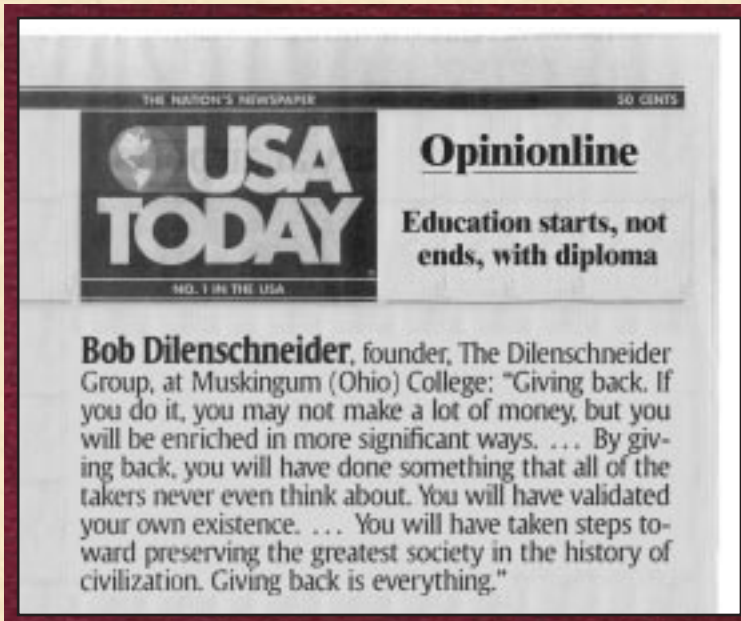 THE NATION'S NEWSPAPER
50 CENTS
USA
TODAY
NO. 1 IN THE USA
Opinionline
Education starts, not
ends, with diploma
Bob Dilenschneider, founder, The Dilenschneider
Group, at Muskingum (Ohio) College: “Giving back. If
you do it, you may not make a lot of money, but you
will be enriched in more significant ways. … By giv-
ing back, you will have done something that all of the
takers never even think about. You will have validated
your own existence. … You will have taken steps to-
ward preserving the greatest society in the history of
civilization. Giving back is everything.”